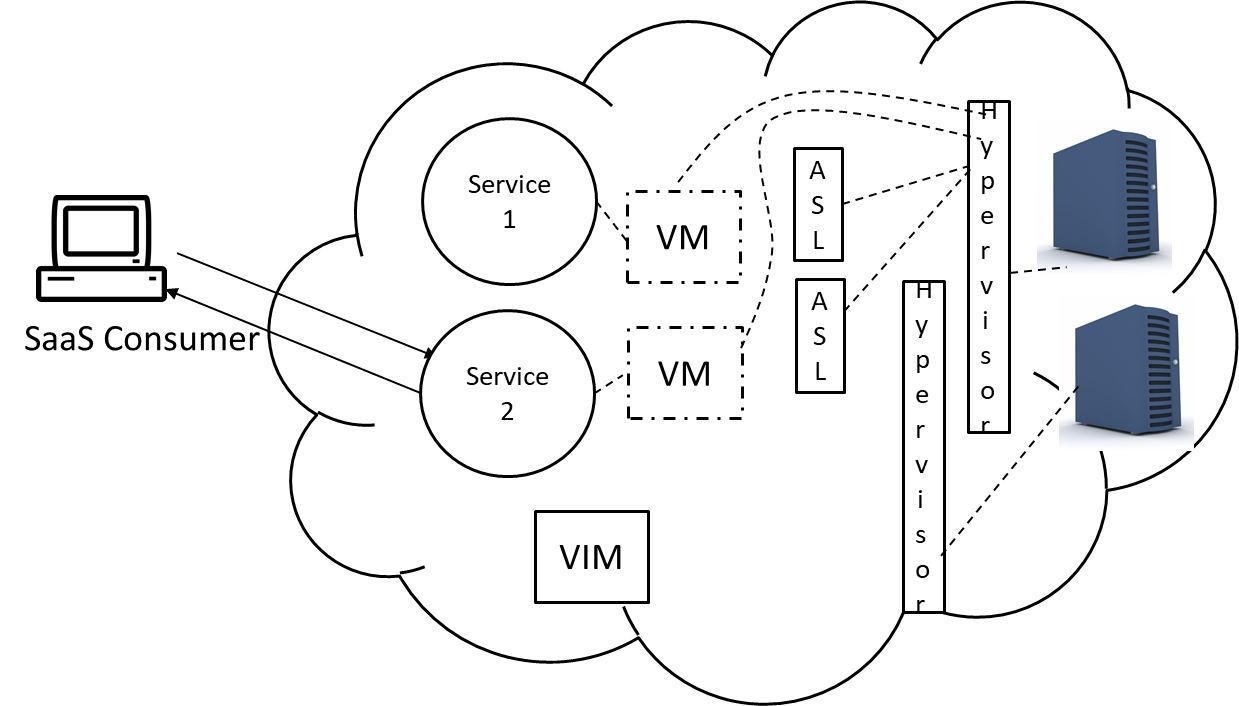 Service
1
VM
A
S
L
H
y
p
e
r
v
i
s
o
r
SaaS Consumer
Service
2
VM
A
S
L
H
y
p
e
r
v
i
s
o
r
VIM